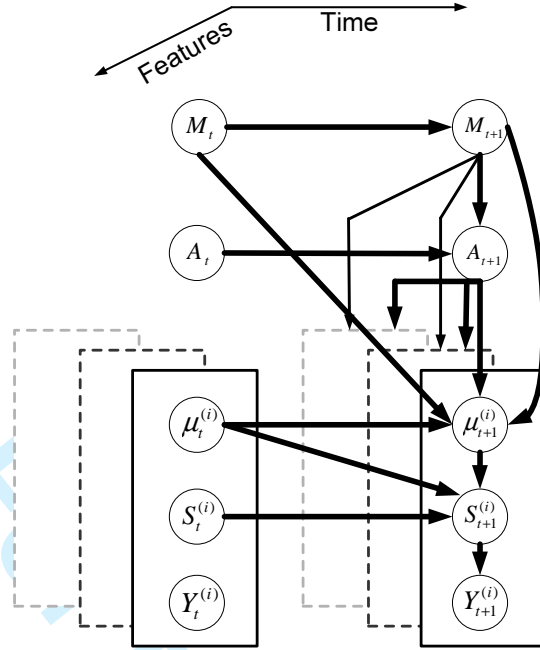 Time
Features
M_t M_{t+1}
A_t A_{t+1}
μ_t^{(i)} μ_{t+1}^{(i)}
S_t^{(i)} S_{t+1}^{(i)}
Y_t^{(i)} Y_{t+1}^{(i)}